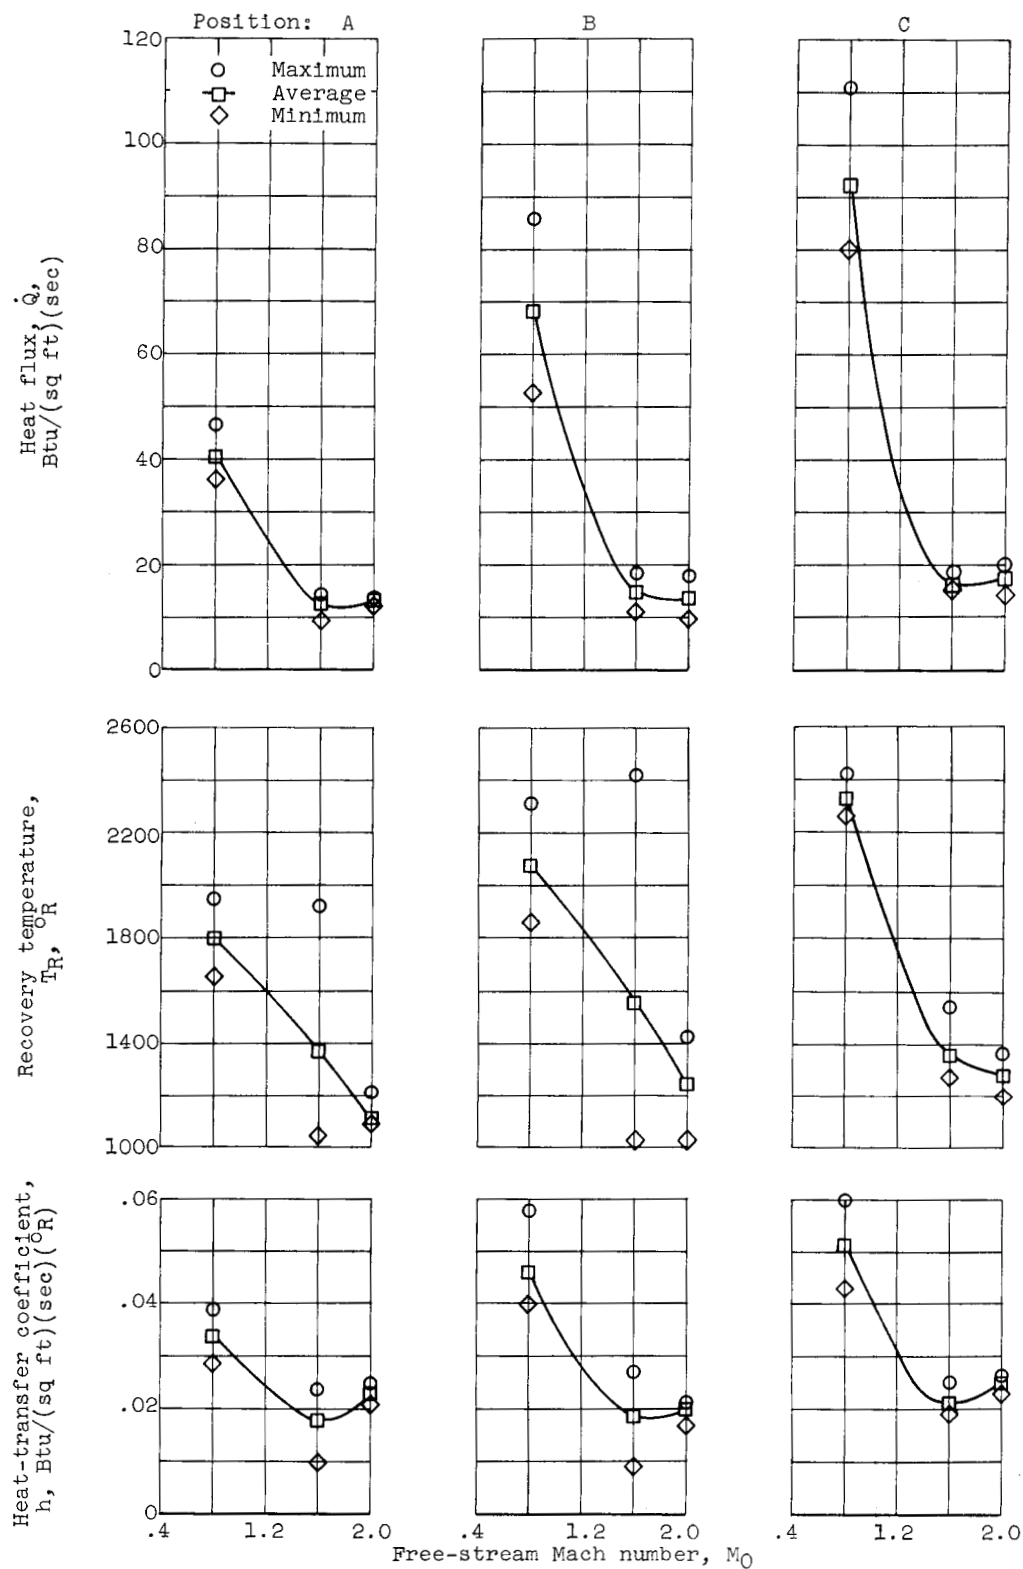 Position: A
B
C
Maximum
Average
Minimum
120
100
80
60
40
20
0
Heat flux, Q̇,
Btu/(sq ft)(sec)
2600
2200
1800
1400
1000
Recovery temperature,
T_R, °R
.06
.04
.02
0
Heat-transfer coefficient,
h, Btu/(sq ft)(sec)(°R)
.4 1.2 2.0
.4 1.2 2.0
.4 1.2 2.0
Free-stream Mach number, M_O